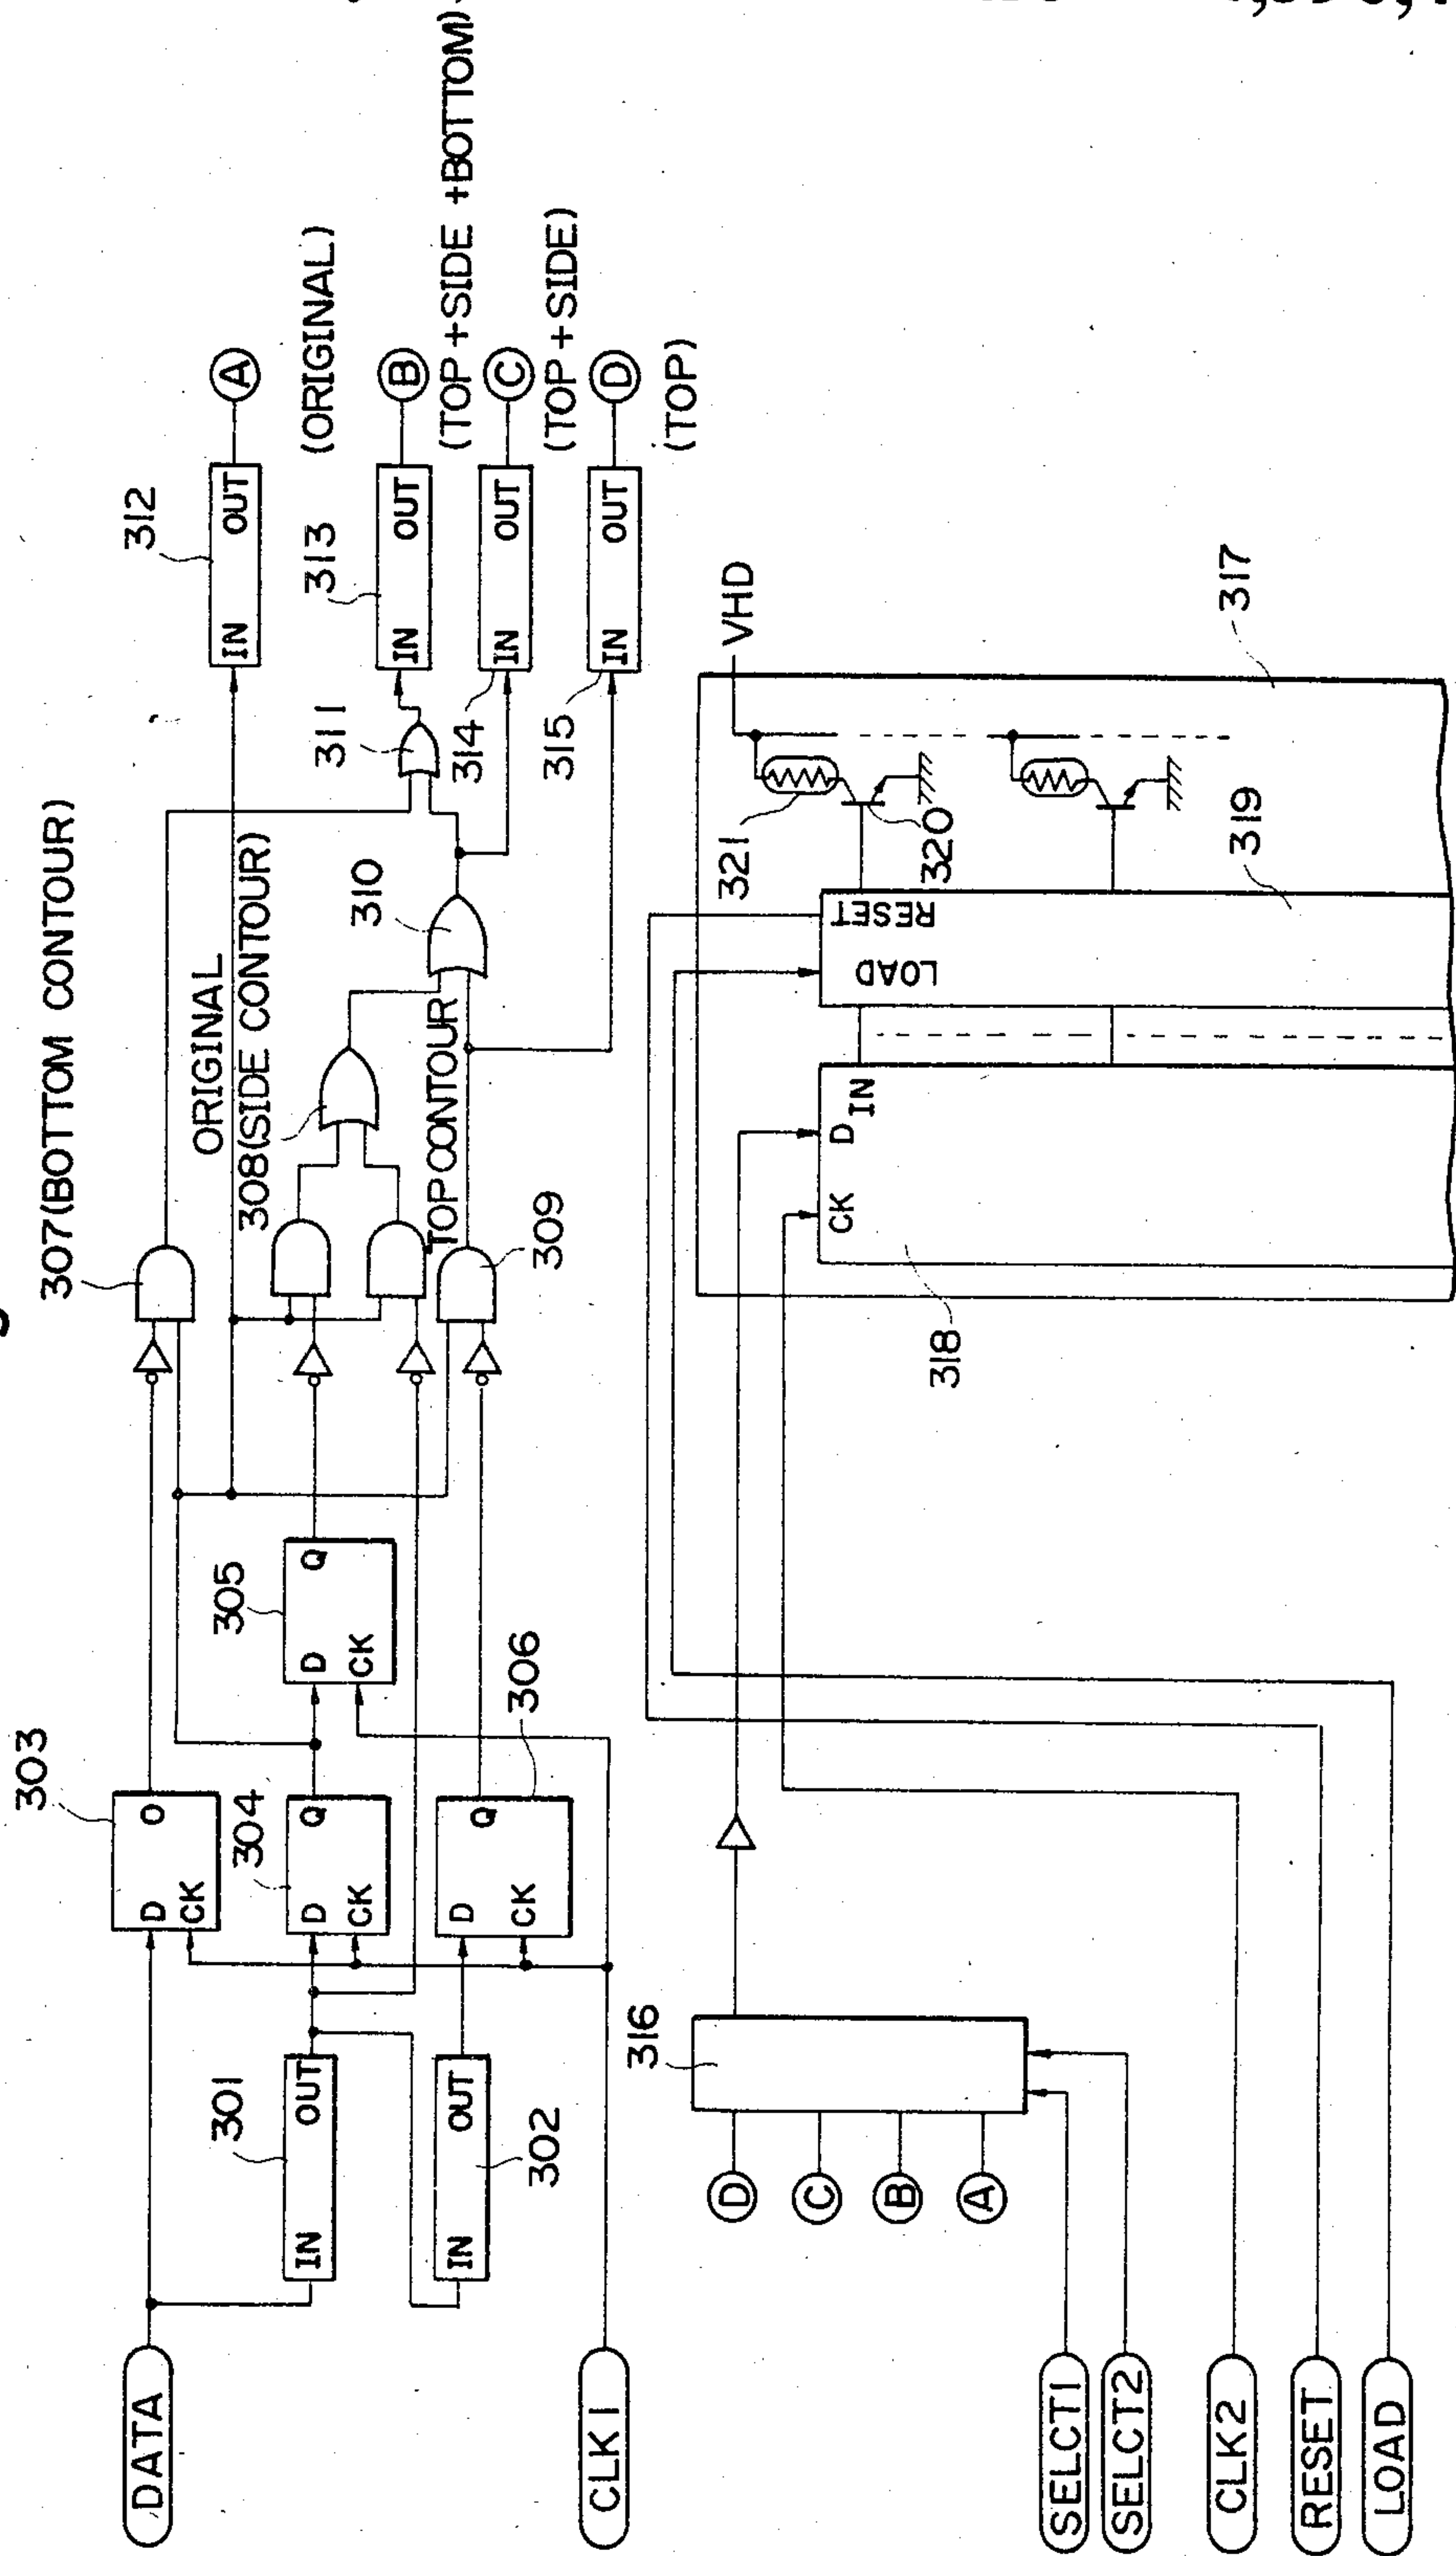 307(BOTTOM CONTOUR)
ORIGINAL
308(SIDE CONTOUR)
TOP CONTOUR
309
310
311
312
IN OUT
A
(ORIGINAL)
313
IN OUT
B
(TOP+SIDE+BOTTOM)
314
IN OUT
C
(TOP+SIDE)
315
IN OUT
D
(TOP)
DATA
CLK1
301
IN OUT
302
IN OUT
303
D O
CK
304
D Q
CK
305
D Q
CK
306
D Q
CK
316
D
C
B
A
SELCT1
SELCT2
CLK2
RESET
LOAD
317
318
CK D IN
319
LOAD RESET
320
321
VHD